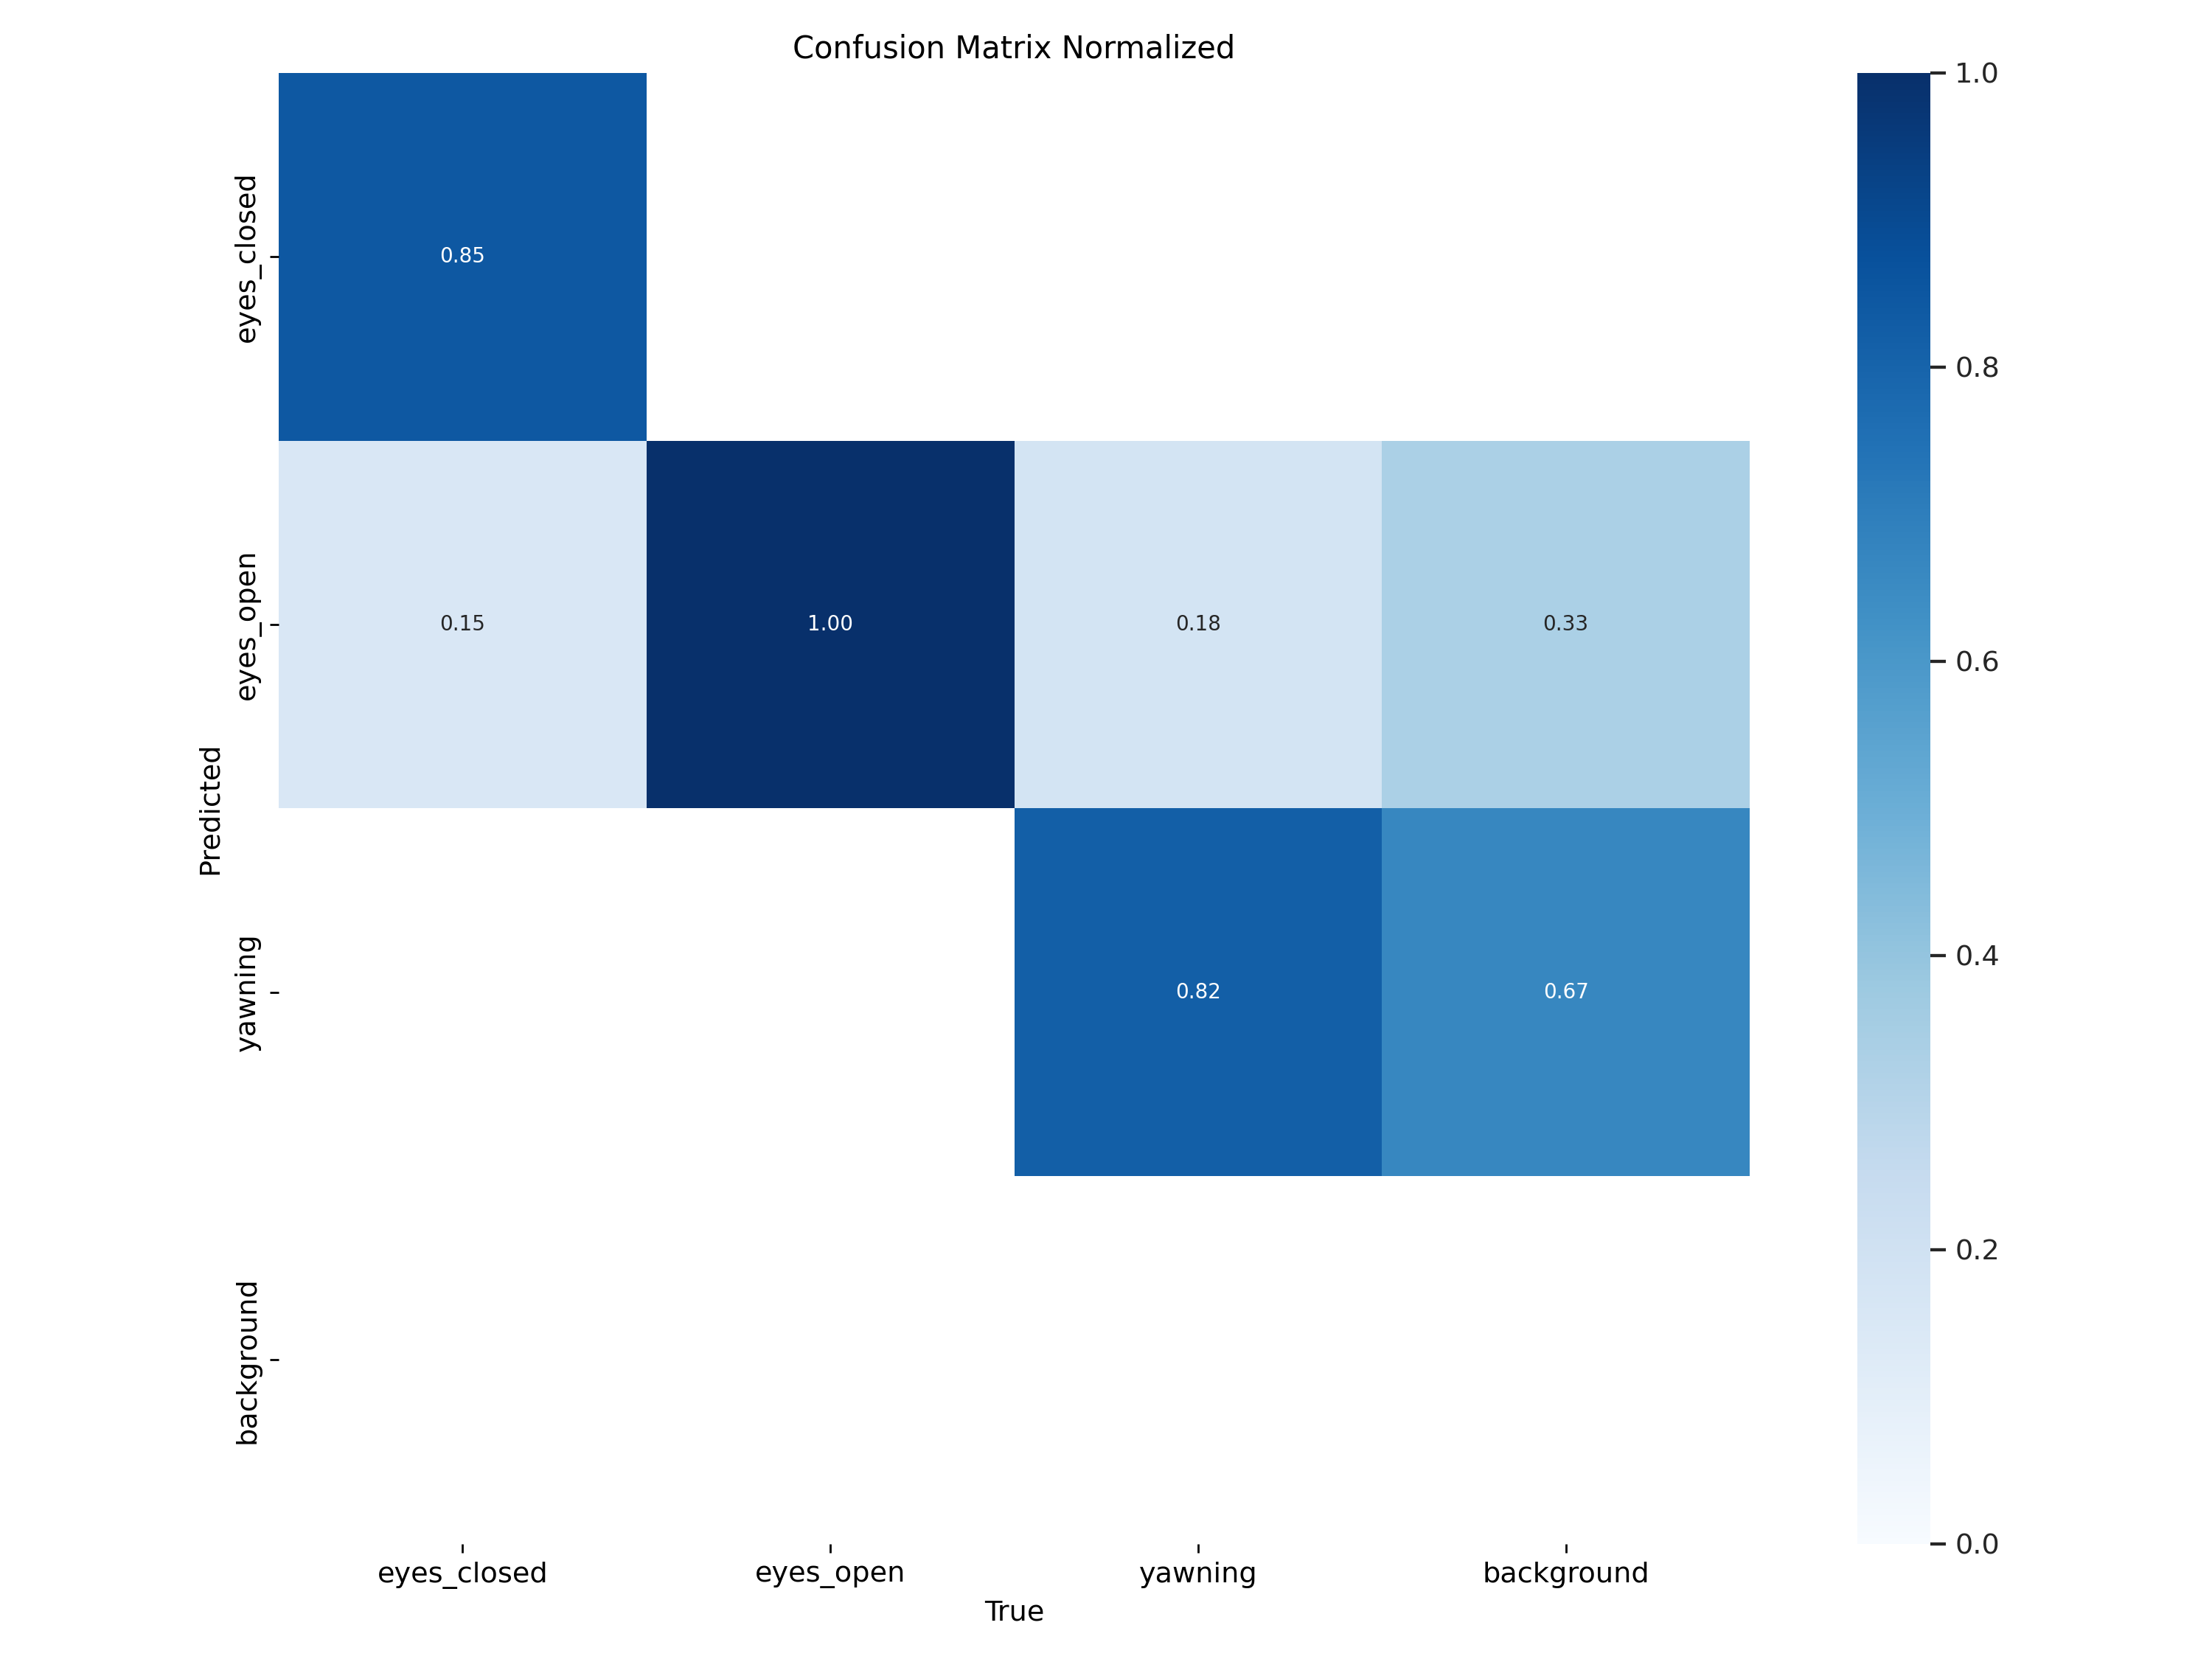 Confusion Matrix Normalized
eyes_closed
eyes_open
yawning
background
Predicted
0.85
0.15
1.00
0.18
0.33
0.82
0.67
eyes_closed
eyes_open
yawning
background
True
1.0
0.8
0.6
0.4
0.2
0.0